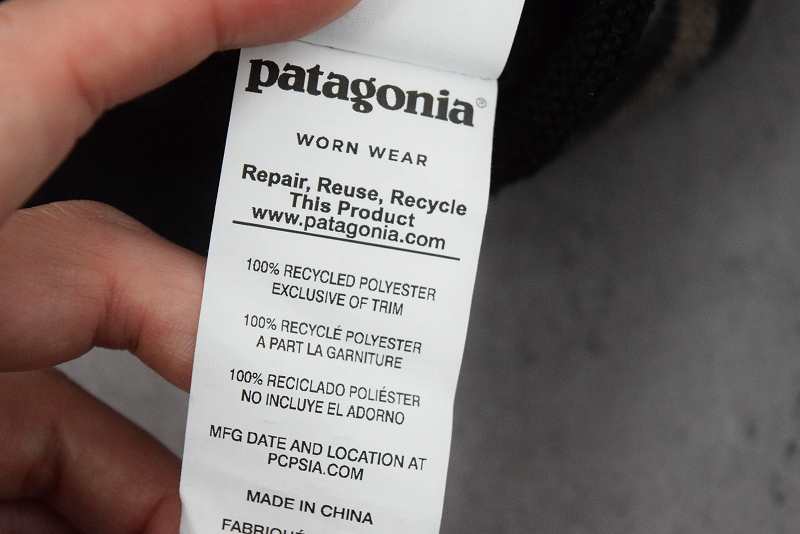 patagonia®
WORN WEAR
Repair, Reuse, Recycle
This Product
www.patagonia.com
100% RECYCLED POLYESTER
EXCLUSIVE OF TRIM
100% RECYCLÉ POLYESTER
A PART LA GARNITURE
100% RECICLADO POLIÉSTER
NO INCLUYE EL ADORNO
MFG DATE AND LOCATION AT
PCPSIA.COM
MADE IN CHINA